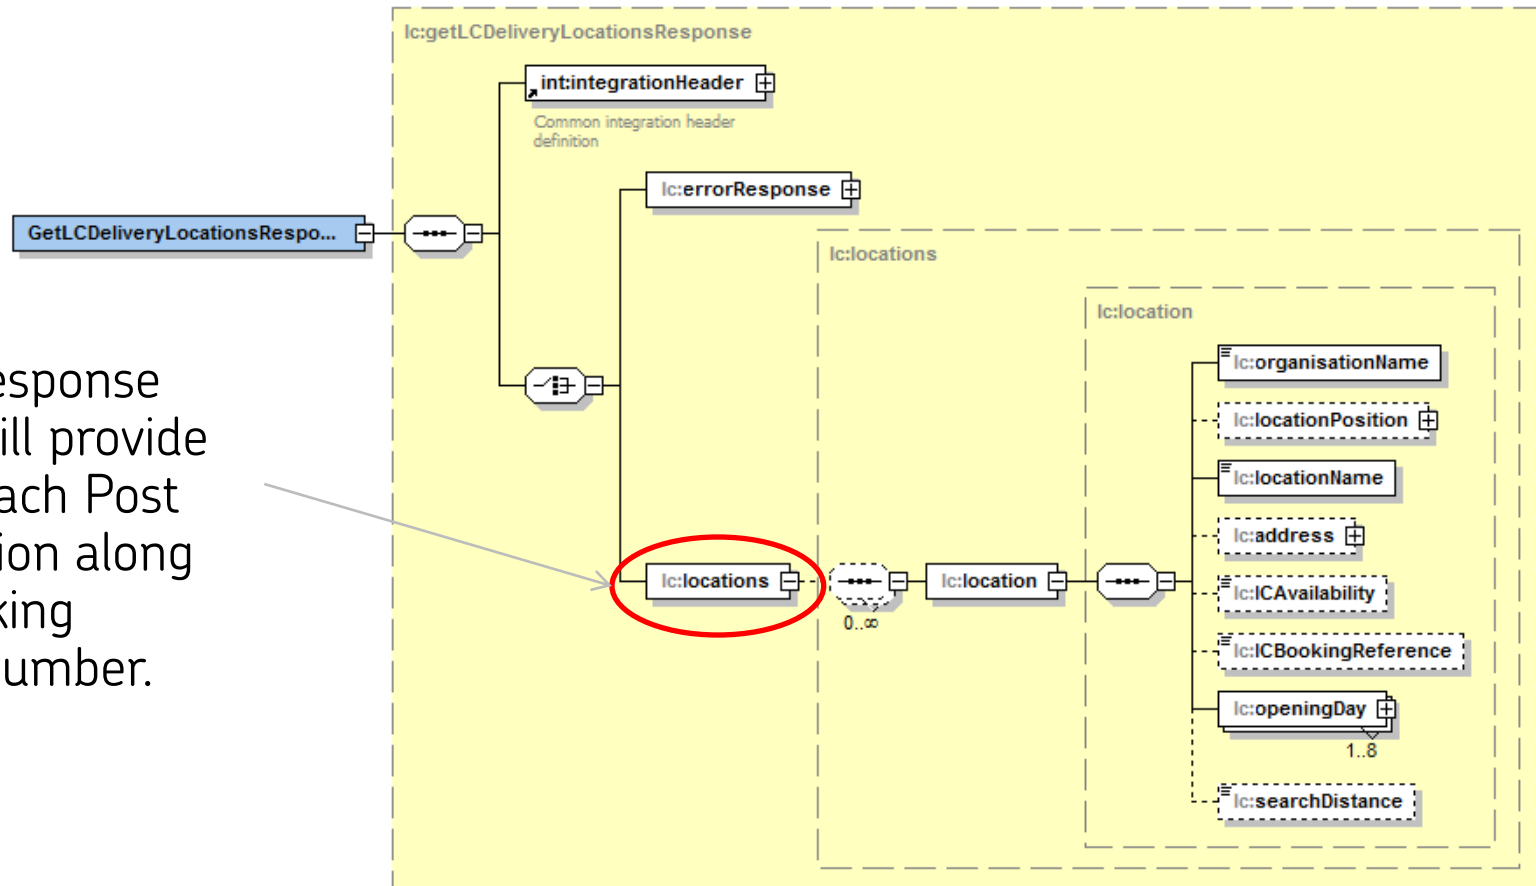 lc:getLCDeliveryLocationsResponse
int:integrationHeader
Common integration header
definition
lc:errorResponse
GetLCDeliveryLocationsRespo...
lc:locations
lc:location
lc:organisationName
esponse
ill provide
ach Post
ion along
king
umber.
lc:locationPosition
lc:locationName
lc:address
lc:locations
0..∞
lc:location
lc:lCAvailability
lc:lCBookingReference
lc:openingDay
1..8
lc:searchDistance